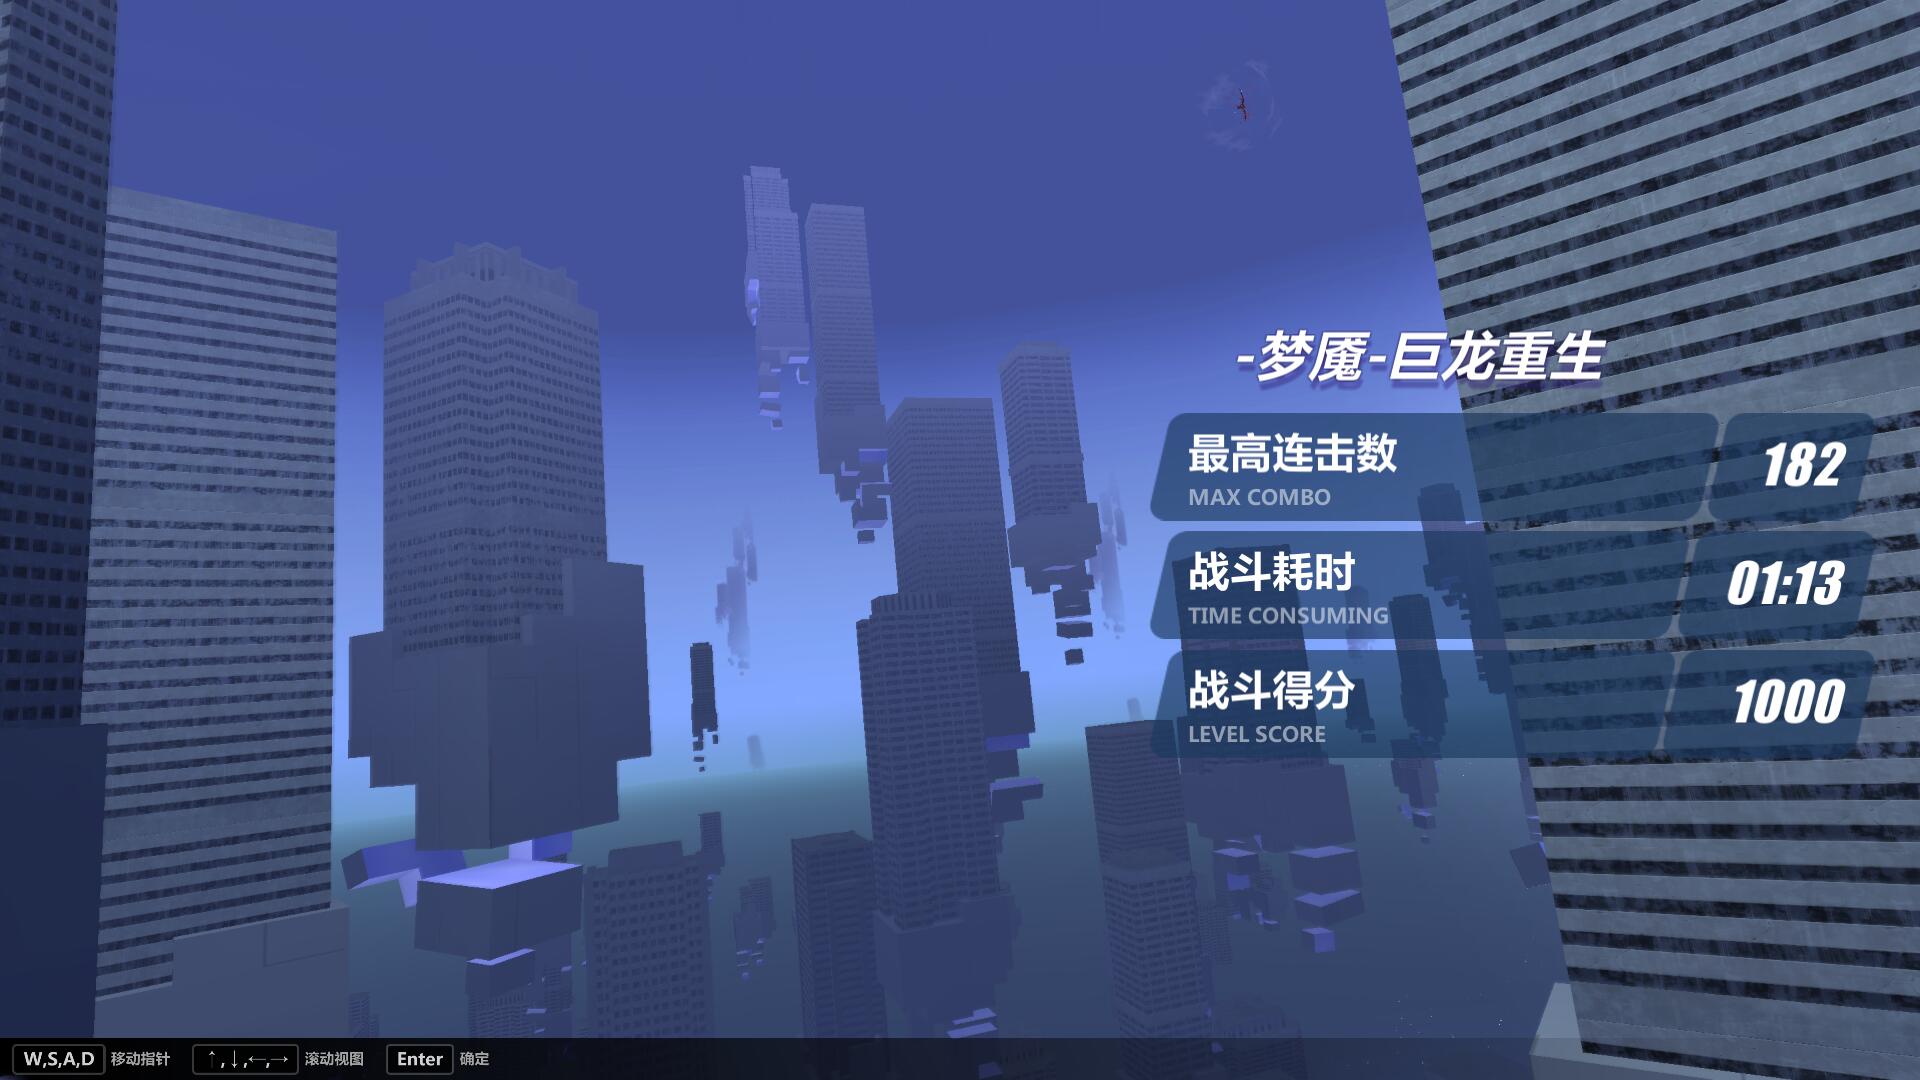 -梦魇-巨龙重生
最高连击数
MAX COMBO
182
战斗耗时
TIME CONSUMING
01:13
战斗得分
LEVEL SCORE
1000
W,S,A,D 移动指针 ↑,↓,←,→ 滚动视图 Enter 确定